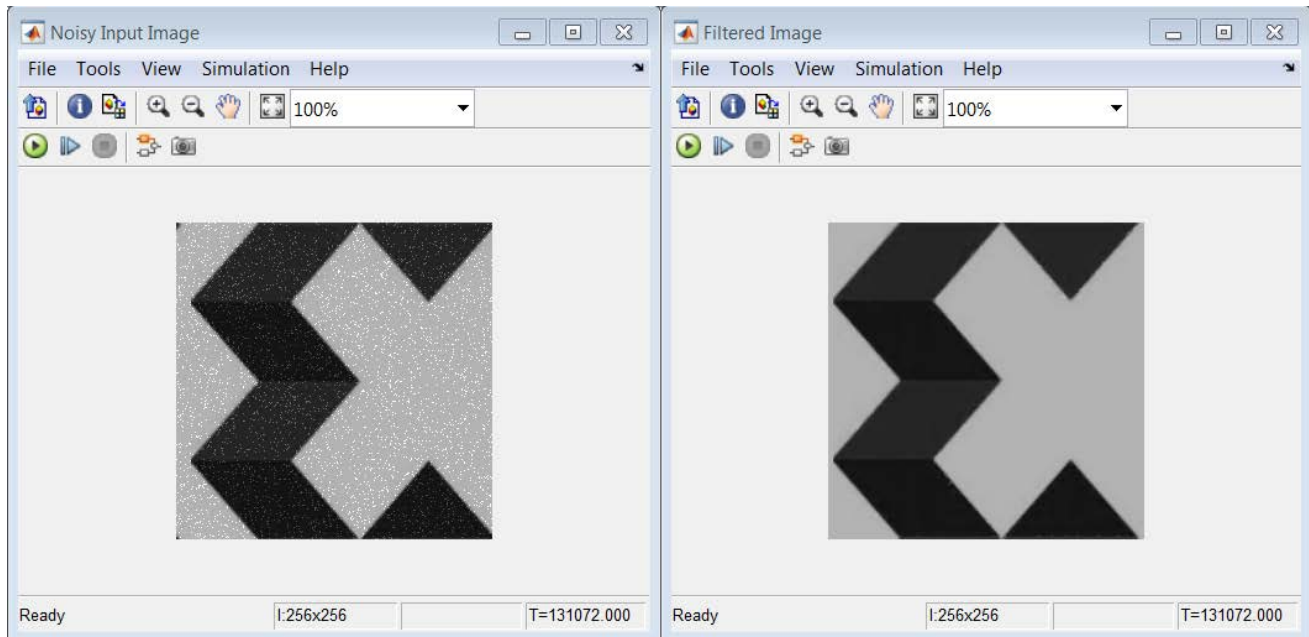 Noisy Input Image
File Tools View Simulation Help
100%
Ready I:256x256 T=131072.000
Filtered Image
File Tools View Simulation Help
100%
Ready I:256x256 T=131072.000